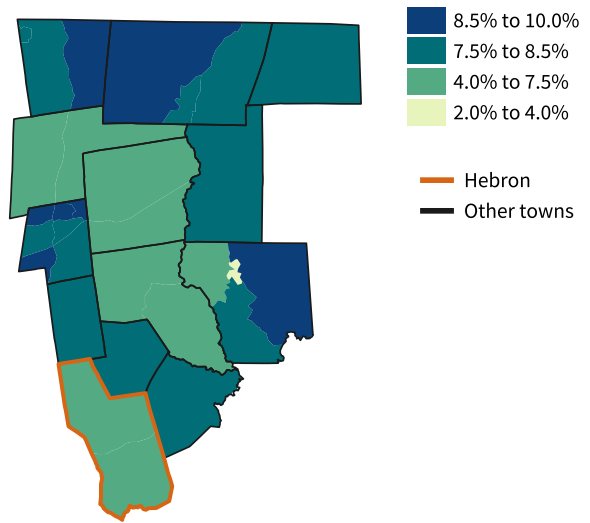 8.5% to 10.0%
7.5% to 8.5%
4.0% to 7.5%
2.0% to 4.0%
Hebron
Other towns